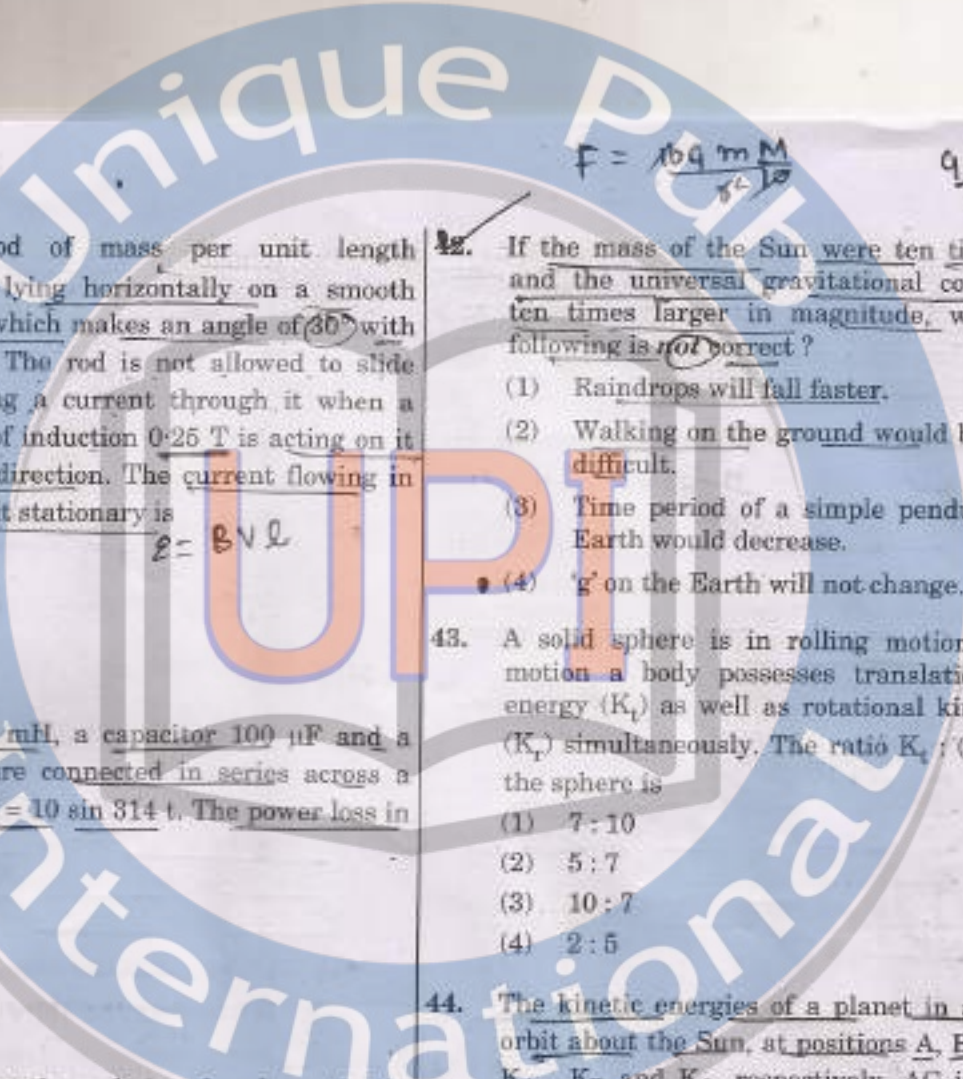 Unique Pub
F = 10G m M
od of mass per unit length
lying horizontally on a smooth
which makes an angle of 30° with
The rod is not allowed to slide
g a current through it when a
of induction 0·25 T is acting on it
direction. The current flowing in
t stationary is
ε = B V l
mH, a capacitor 100 μF and a
re connected in series across a
= 10 sin 314 t. The power loss in
42. If the mass of the Sun were ten ti
and the universal gravitational co
ten times larger in magnitude, w
following is not correct ?
(1) Raindrops will fall faster.
(2) Walking on the ground would b
difficult.
(3) Time period of a simple pendu
Earth would decrease.
(4) 'g' on the Earth will not change.
43. A solid sphere is in rolling motion
motion a body possesses translati
energy (Kt) as well as rotational ki
(Kr) simultaneously. The ratio Kt : (
the sphere is
(1) 7 : 10
(2) 5 : 7
(3) 10 : 7
(4) 2 : 5
44. The kinetic energies of a planet in
orbit about the Sun, at positions A, B
UPI
nternational